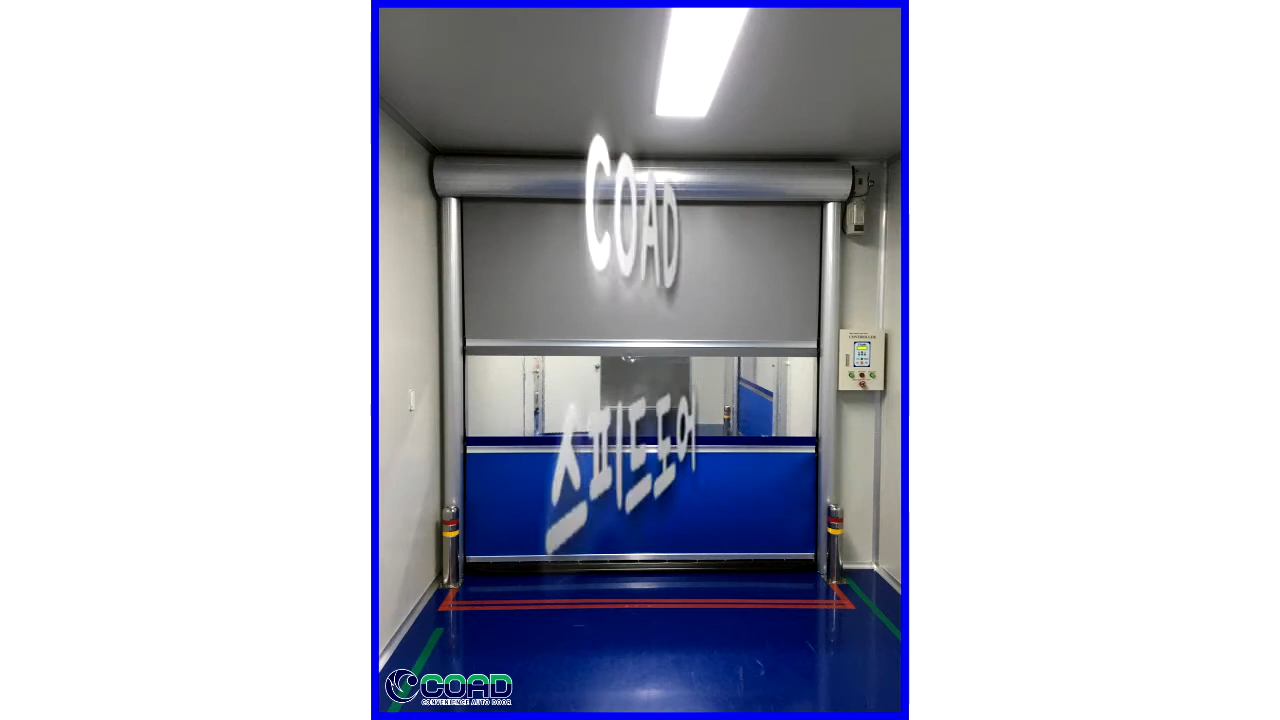 COAD
스피드도어
CONTROLLER
COAD
CONVENIENCE AUTO DOOR